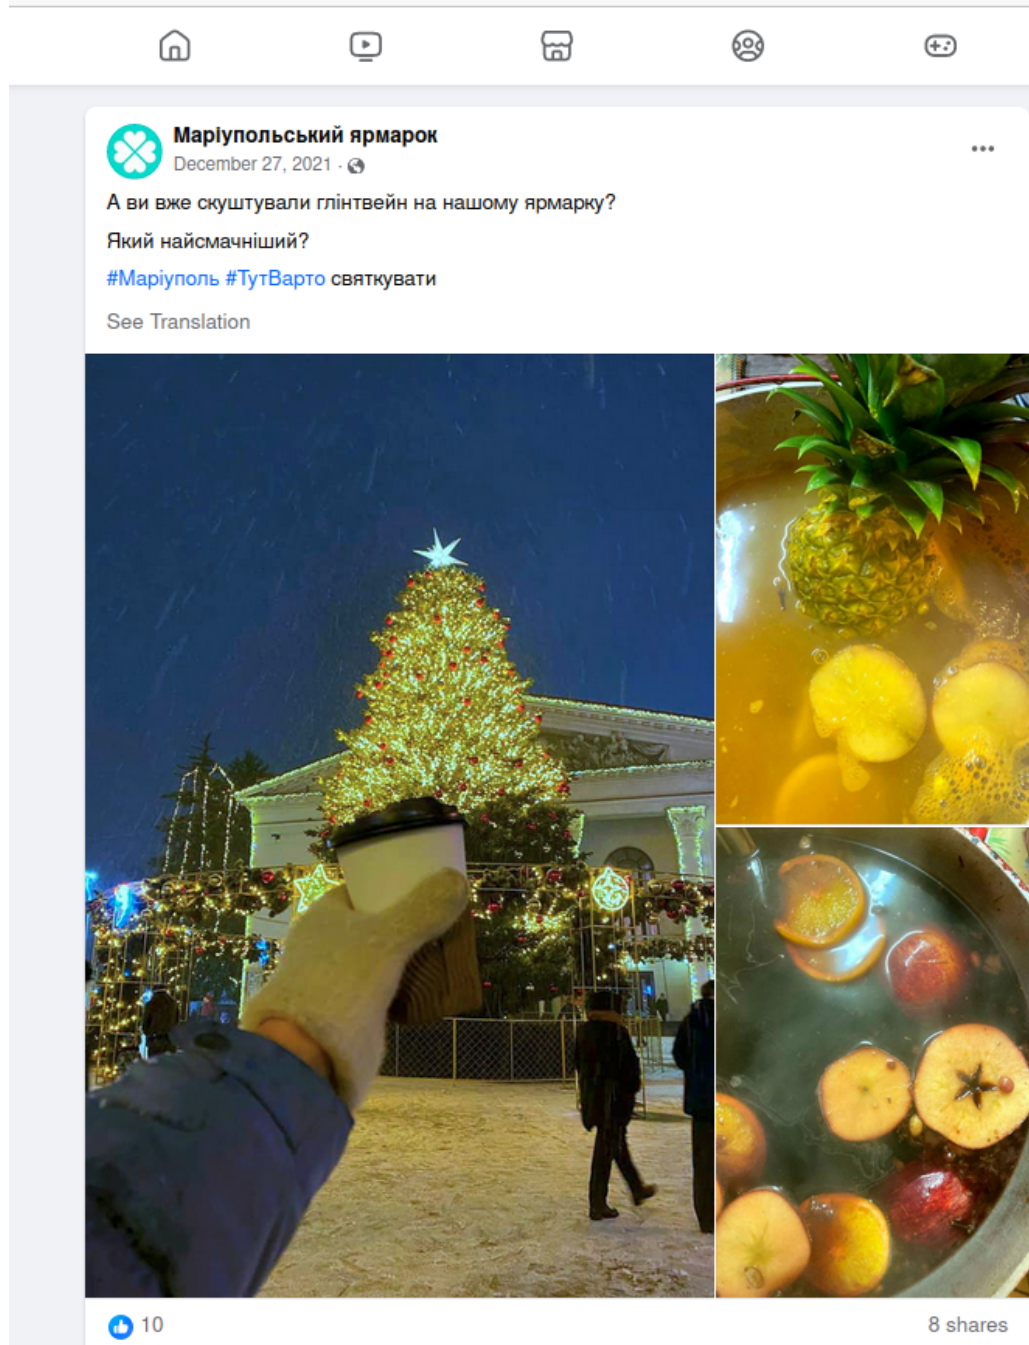 Маріупольський ярмарок
December 27, 2021 ·
А ви вже скуштували глінтвейн на нашому ярмарку?
Який найсмачніший?
#Маріуполь #ТутВарто святкувати
See Translation
10
8 shares